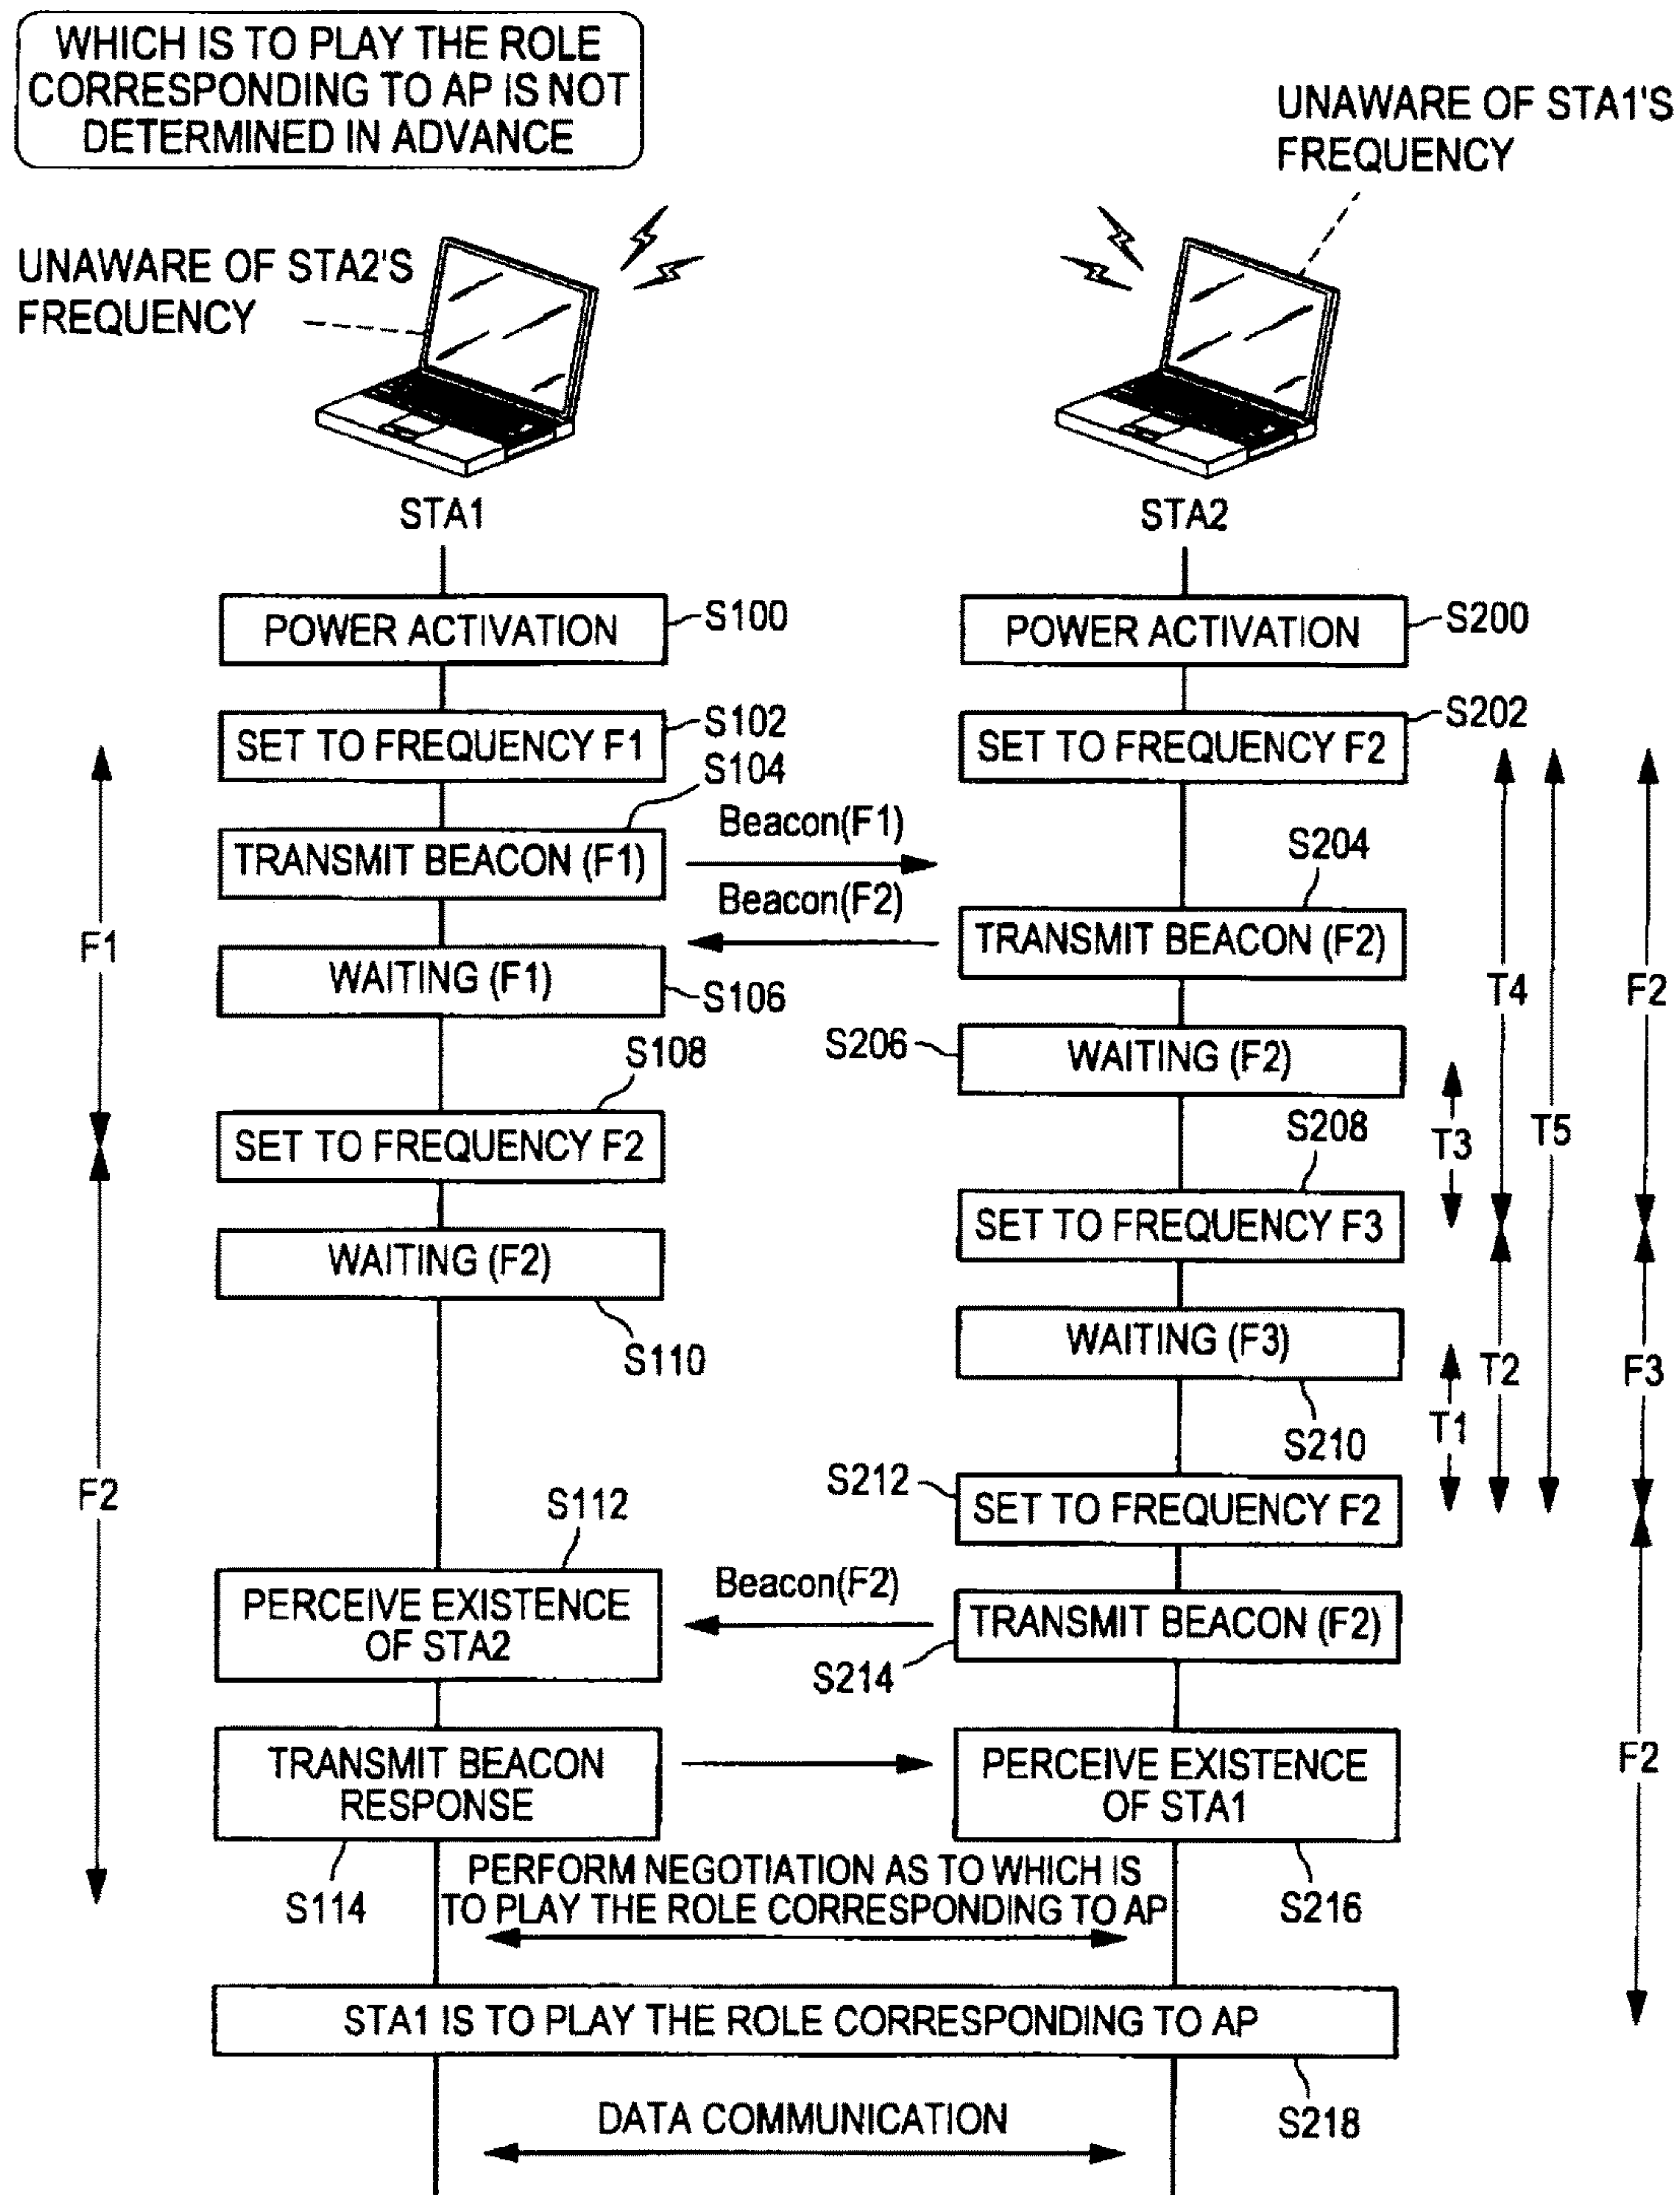 WHICH IS TO PLAY THE ROLE
CORRESPONDING TO AP IS NOT
DETERMINED IN ADVANCE
UNAWARE OF STA1'S
FREQUENCY
UNAWARE OF STA2'S
FREQUENCY
STA1
STA2
POWER ACTIVATION
S100
POWER ACTIVATION
S200
SET TO FREQUENCY F1
S102
SET TO FREQUENCY F2
S202
S104
TRANSMIT BEACON (F1)
Beacon(F1)
Beacon(F2)
S204
TRANSMIT BEACON (F2)
F1
WAITING (F1)
S106
T4
F2
S206
WAITING (F2)
S108
SET TO FREQUENCY F2
S208
T3
T5
SET TO FREQUENCY F3
WAITING (F2)
S110
WAITING (F3)
S210
T1
T2
F3
F2
S212
SET TO FREQUENCY F2
S112
PERCEIVE EXISTENCE
OF STA2
Beacon(F2)
TRANSMIT BEACON (F2)
S214
TRANSMIT BEACON
RESPONSE
S114
PERCEIVE EXISTENCE
OF STA1
S216
F2
PERFORM NEGOTIATION AS TO WHICH IS
TO PLAY THE ROLE CORRESPONDING TO AP
STA1 IS TO PLAY THE ROLE CORRESPONDING TO AP
S218
DATA COMMUNICATION